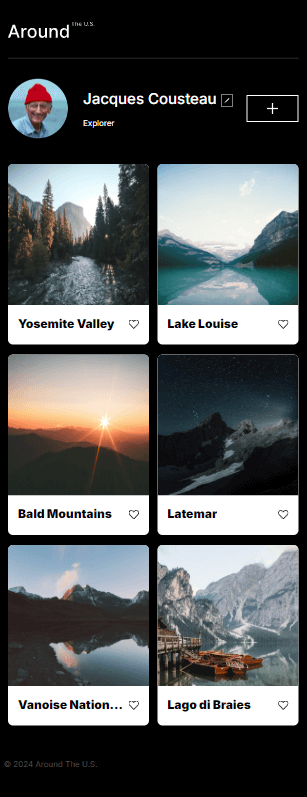 Around The U.S.
Jacques Cousteau
Explorer
Yosemite Valley
Lake Louise
Bald Mountains
Latemar
Vanoise Nation...
Lago di Braies
© 2024 Around The U.S.